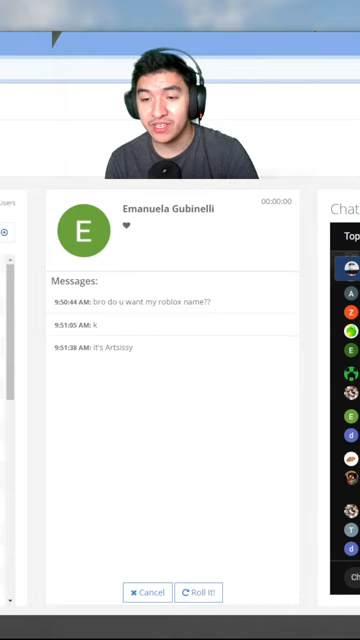 Users
Emanuela Gubinelli
00:00:00
E
Messages:
9:50:44 AM: bro do u want my roblox name??
9:51:05 AM: k
9:51:38 AM: it's Artsissy
Cancel
Roll it!
Chat
Top
A
Z
E
E
d
T
d
Ch